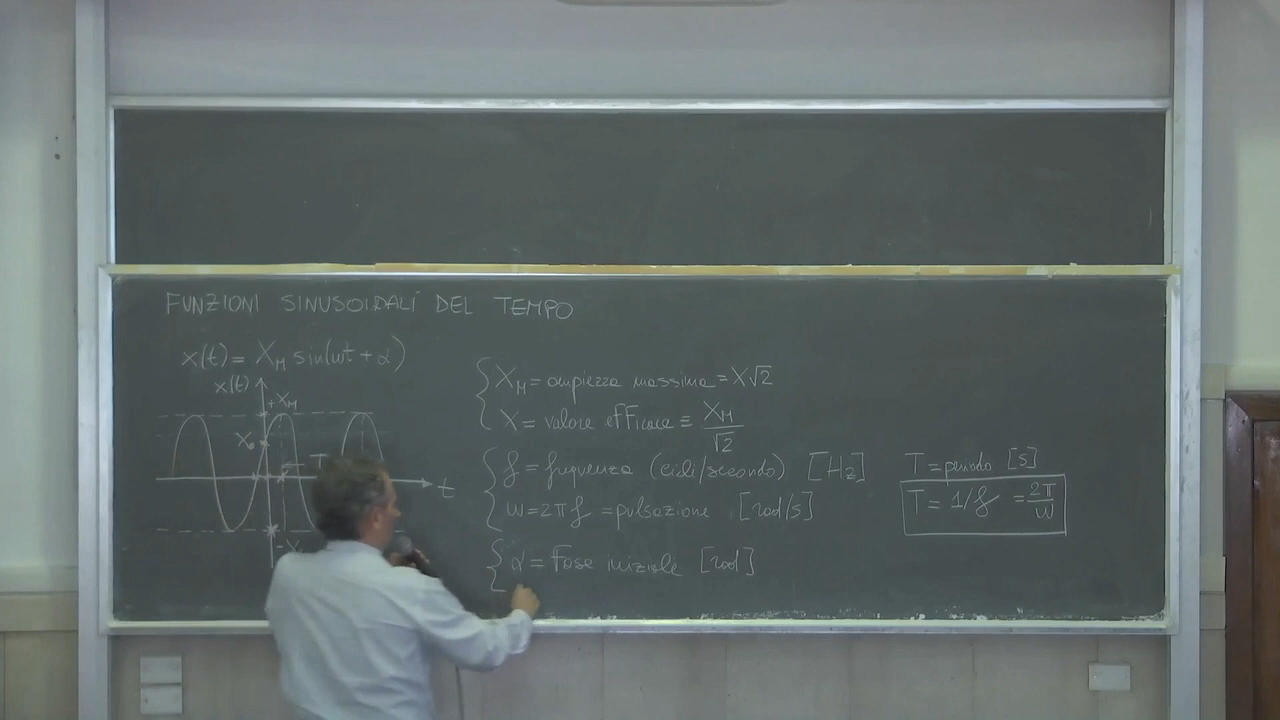 FUNZIONI SINUSOIDALI DEL TEMPO
x(t) = X_M sin(ωt + α)
x(t)
+X_M
X₀
T
t
-X
X_M = ampiezza massima = X√2
X = valore efficace = X_M/√2
f = frequenza (cicli/secondo) [Hz]
ω = 2πf = pulsazione [rad/s]
α = fase iniziale [rad]
T = periodo [s]
T = 1/f = 2π/ω